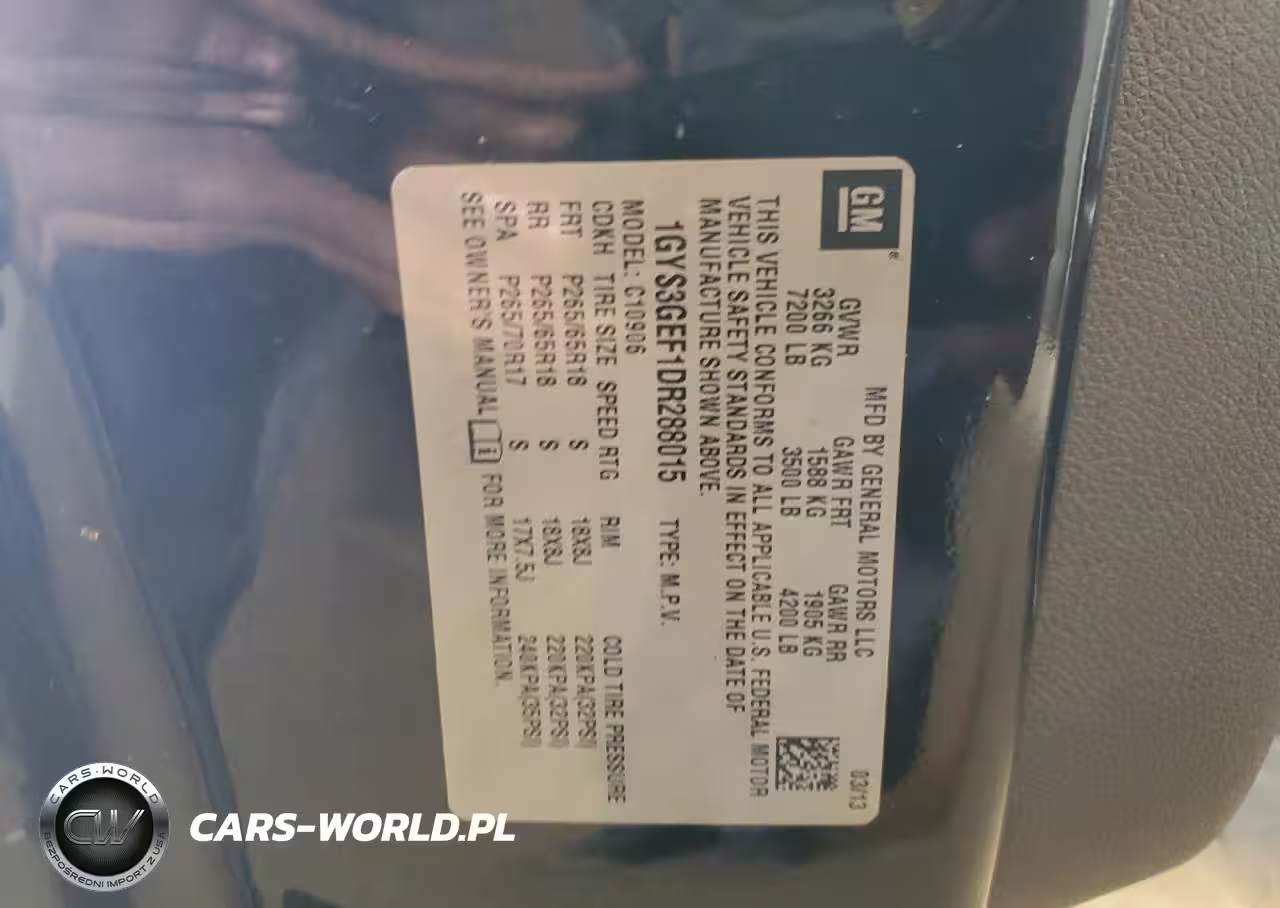 GM
®
MFD BY GENERAL MOTORS LLC 03/13
GVWR GAWR FRT GAWR RR
3266 KG 1588 KG 1905 KG
7200 LB 3500 LB 4200 LB
THIS VEHICLE CONFORMS TO ALL APPLICABLE U.S. FEDERAL MOTOR
VEHICLE SAFETY STANDARDS IN EFFECT ON THE DATE OF
MANUFACTURE SHOWN ABOVE.
1GYS3GEF1DR288015 TYPE: M.P.V.
MODEL: C10906
CDKH TIRE SIZE SPEED RTG RIM COLD TIRE PRESSURE
FRT P265/65R18 S 18X8J 220KPA(32PSI)
RR P265/65R18 S 18X8J 220KPA(32PSI)
SPA P265/70R17 S 17X7.5J 240KPA(35PSI)
SEE OWNER'S MANUAL i FOR MORE INFORMATION.
CARS-WORLD
CW
BEZPOŚREDNI IMPORT Z USA
CARS-WORLD.PL